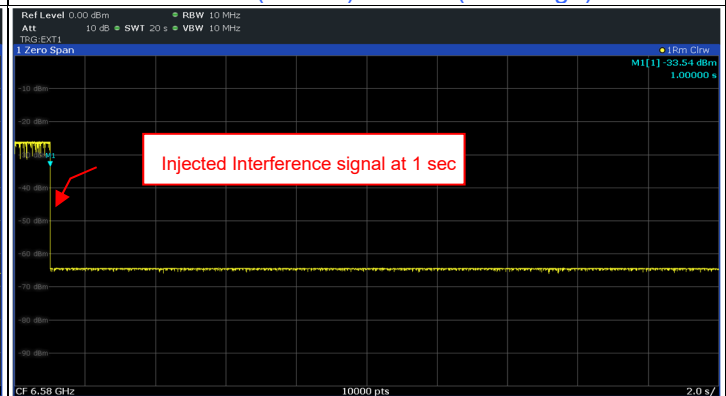 Ref Level 0.00 dBm RBW 10 MHz
Att 10 dB SWT 20 s VBW 10 MHz
TRG:EXT1
1 Zero Span 1Rm Clrw
M1[1] -33.54 dBm
1.00000 s
-10 dBm
-20 dBm
M1
Injected Interference signal at 1 sec
-40 dBm
-50 dBm
-60 dBm
-70 dBm
-80 dBm
-90 dBm
CF 6.58 GHz 10000 pts 2.0 s/